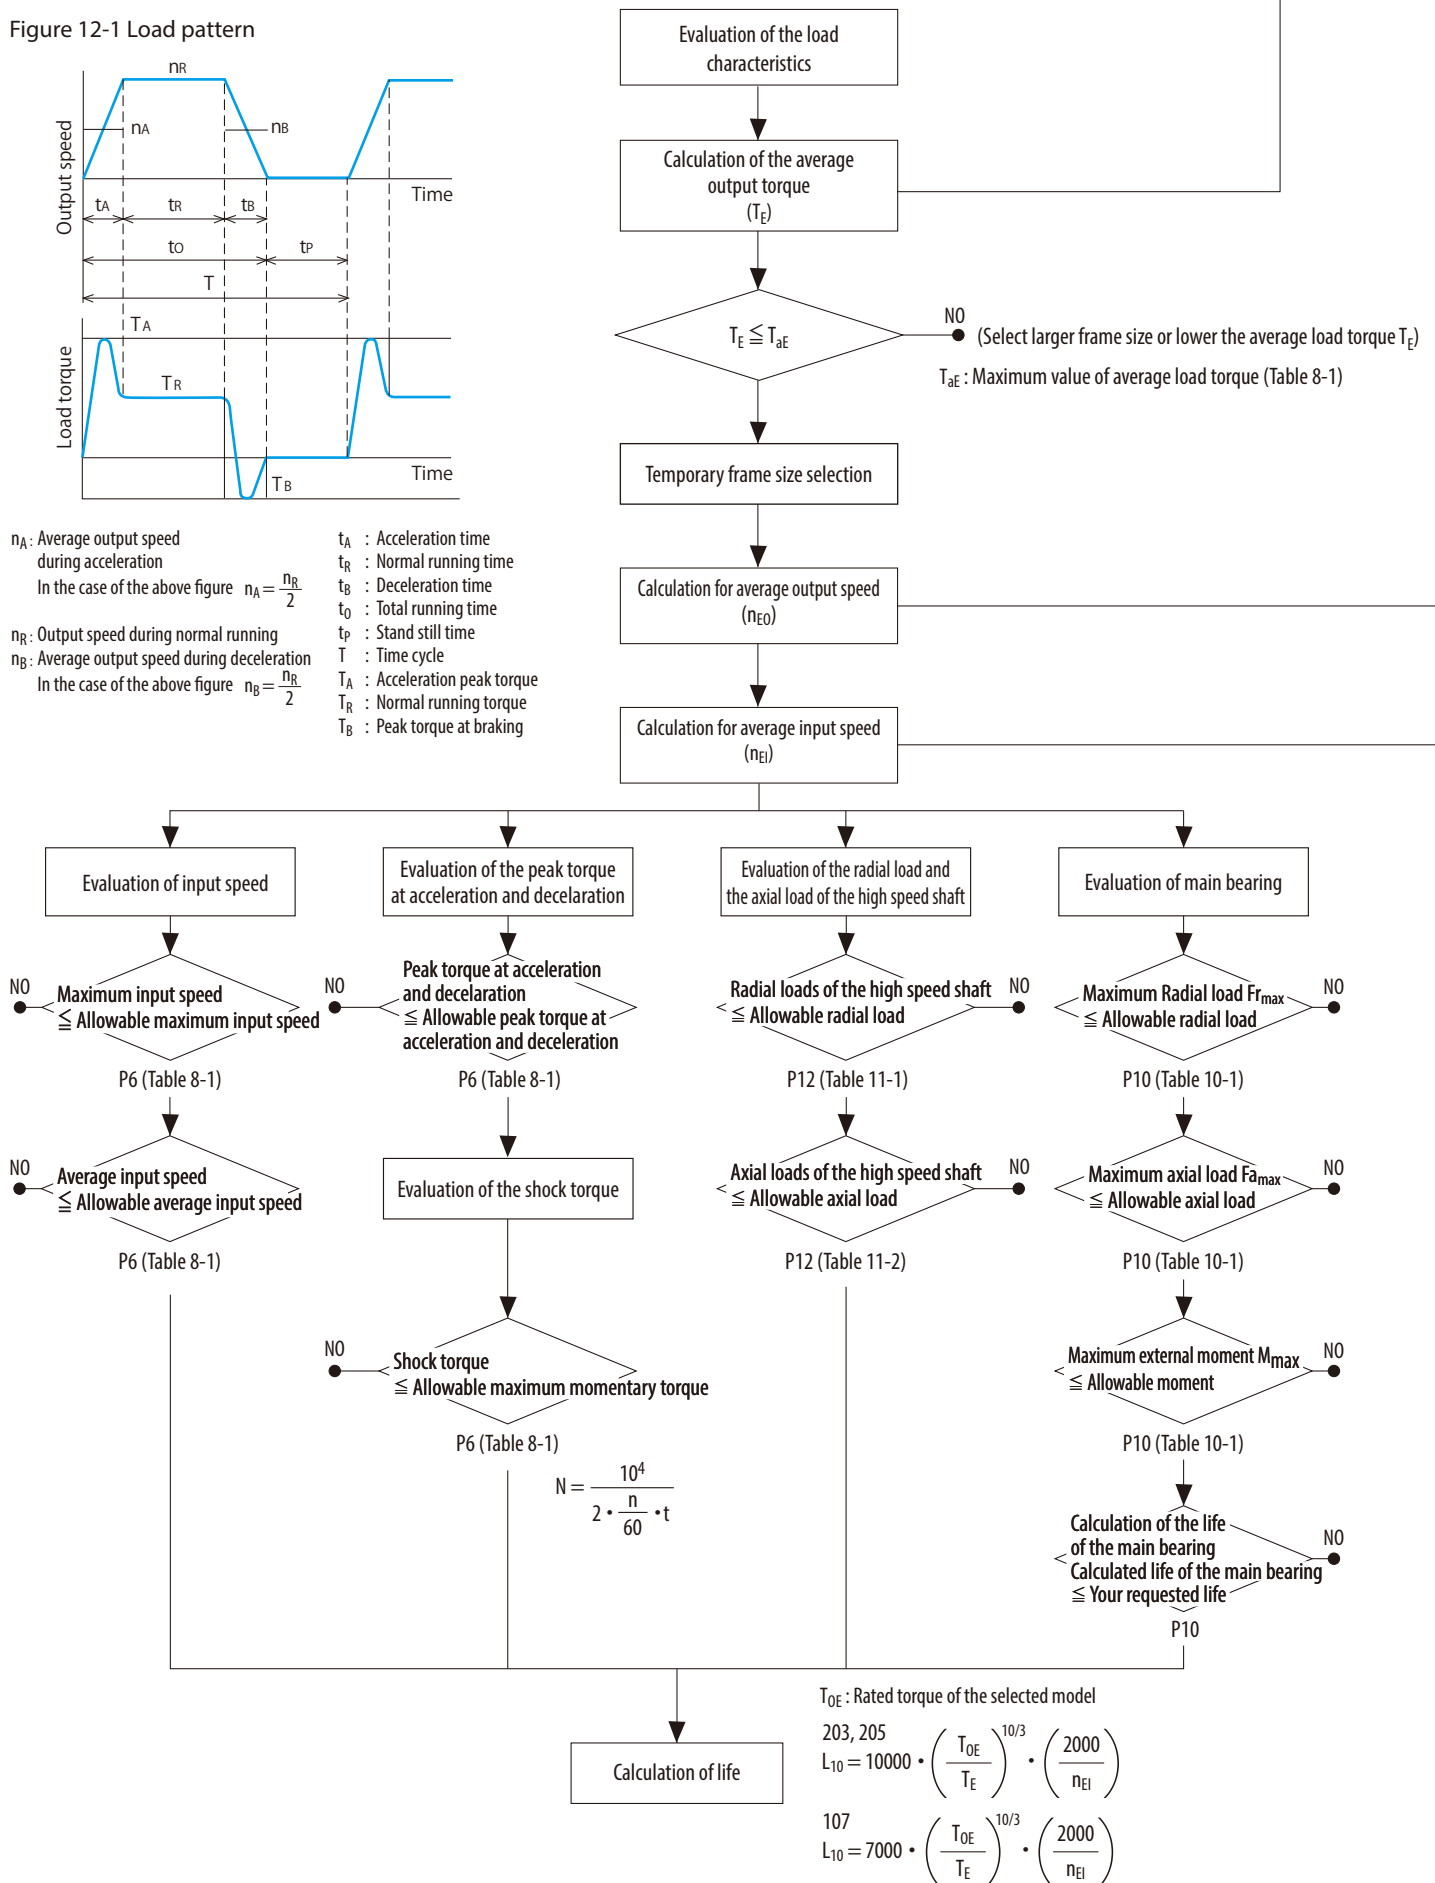 Figure 12-1 Load pattern
Output speed
nR
nA
nB
Time
tA
tR
tB
tO
tP
T
Load torque
TA
TR
TB
Time
nA : Average output speed
during acceleration
In the case of the above figure nA = nR/2
nR : Output speed during normal running
nB : Average output speed during deceleration
In the case of the above figure nB = nR/2
tA : Acceleration time
tR : Normal running time
tB : Deceleration time
tO : Total running time
tP : Stand still time
T : Time cycle
TA : Acceleration peak torque
TR : Normal running torque
TB : Peak torque at braking
Evaluation of the load
characteristics
Calculation of the average
output torque
(TE)
TE ≦ TaE
NO
(Select larger frame size or lower the average load torque TE)
TaE : Maximum value of average load torque (Table 8-1)
Temporary frame size selection
Calculation for average output speed
(nEO)
Calculation for average input speed
(nEI)
Evaluation of input speed
NO
Maximum input speed
≦ Allowable maximum input speed
P6 (Table 8-1)
NO
Average input speed
≦ Allowable average input speed
P6 (Table 8-1)
Evaluation of the peak torque
at acceleration and decelaration
NO
Peak torque at acceleration
and decelaration
≦ Allowable peak torque at
acceleration and deceleration
P6 (Table 8-1)
Evaluation of the shock torque
NO
Shock torque
≦ Allowable maximum momentary torque
P6 (Table 8-1)
N = 10⁴ / (2 • n/60 • t)
Evaluation of the radial load and
the axial load of the high speed shaft
Radial loads of the high speed shaft
≦ Allowable radial load
NO
P12 (Table 11-1)
Axial loads of the high speed shaft
≦ Allowable axial load
NO
P12 (Table 11-2)
Evaluation of main bearing
Maximum Radial load Frmax
≦ Allowable radial load
NO
P10 (Table 10-1)
Maximum axial load Famax
≦ Allowable axial load
NO
P10 (Table 10-1)
Maximum external moment Mmax
≦ Allowable moment
NO
P10 (Table 10-1)
Calculation of the life
of the main bearing
Calculated life of the main bearing
≦ Your requested life
NO
P10
Calculation of life
TOE : Rated torque of the selected model
203, 205
L10 = 10000 • (TOE/TE)^10/3 • (2000/nEI)
107
L10 = 7000 • (TOE/TE)^10/3 • (2000/nEI)